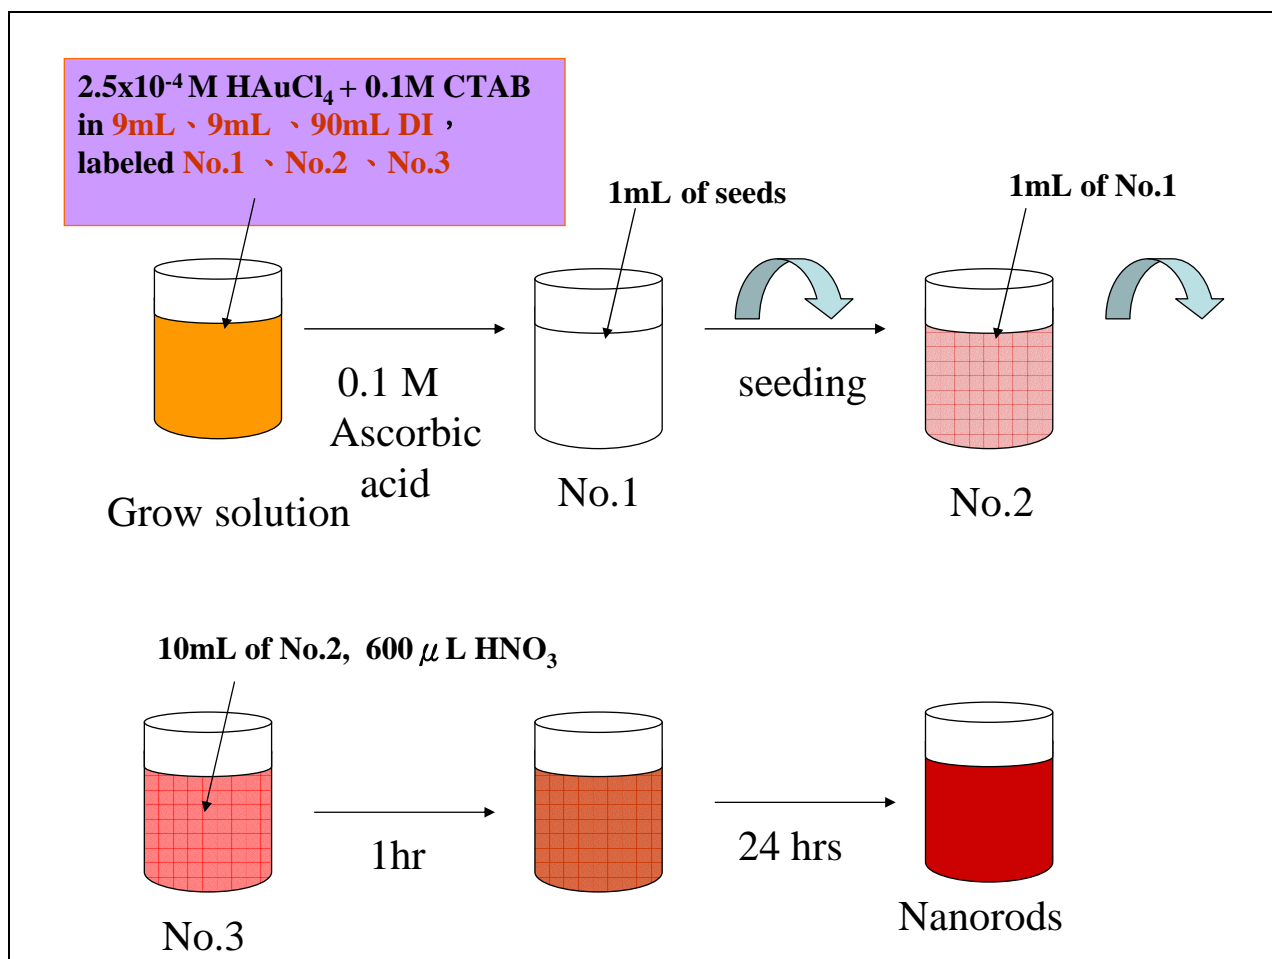 2.5x10⁻⁴ M HAuCl₄ + 0.1M CTAB
in 9mL、9mL 、90mL DI，
labeled No.1 、No.2 、No.3
1mL of seeds
1mL of No.1
0.1 M
Ascorbic
acid
seeding
Grow solution
No.1
No.2
10mL of No.2, 600 μL HNO₃
1hr
24 hrs
No.3
Nanorods